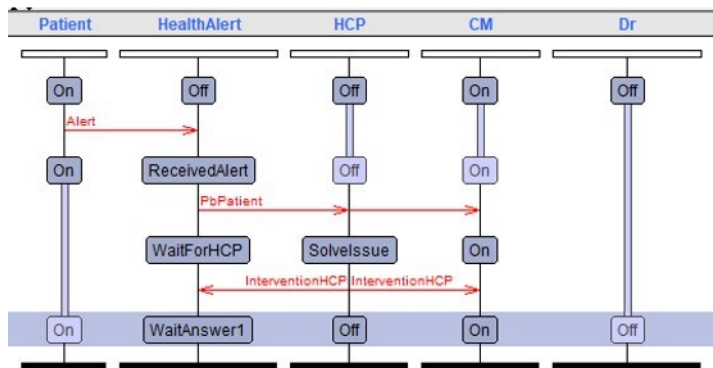 Patient HealthAlert HCP CM Dr
On Off Off On Off
Alert
On ReceivedAlert Off On
PbPatient
WaitForHCP SolveIssue On
InterventionHCP InterventionHCP
On WaitAnswer1 Off On Off